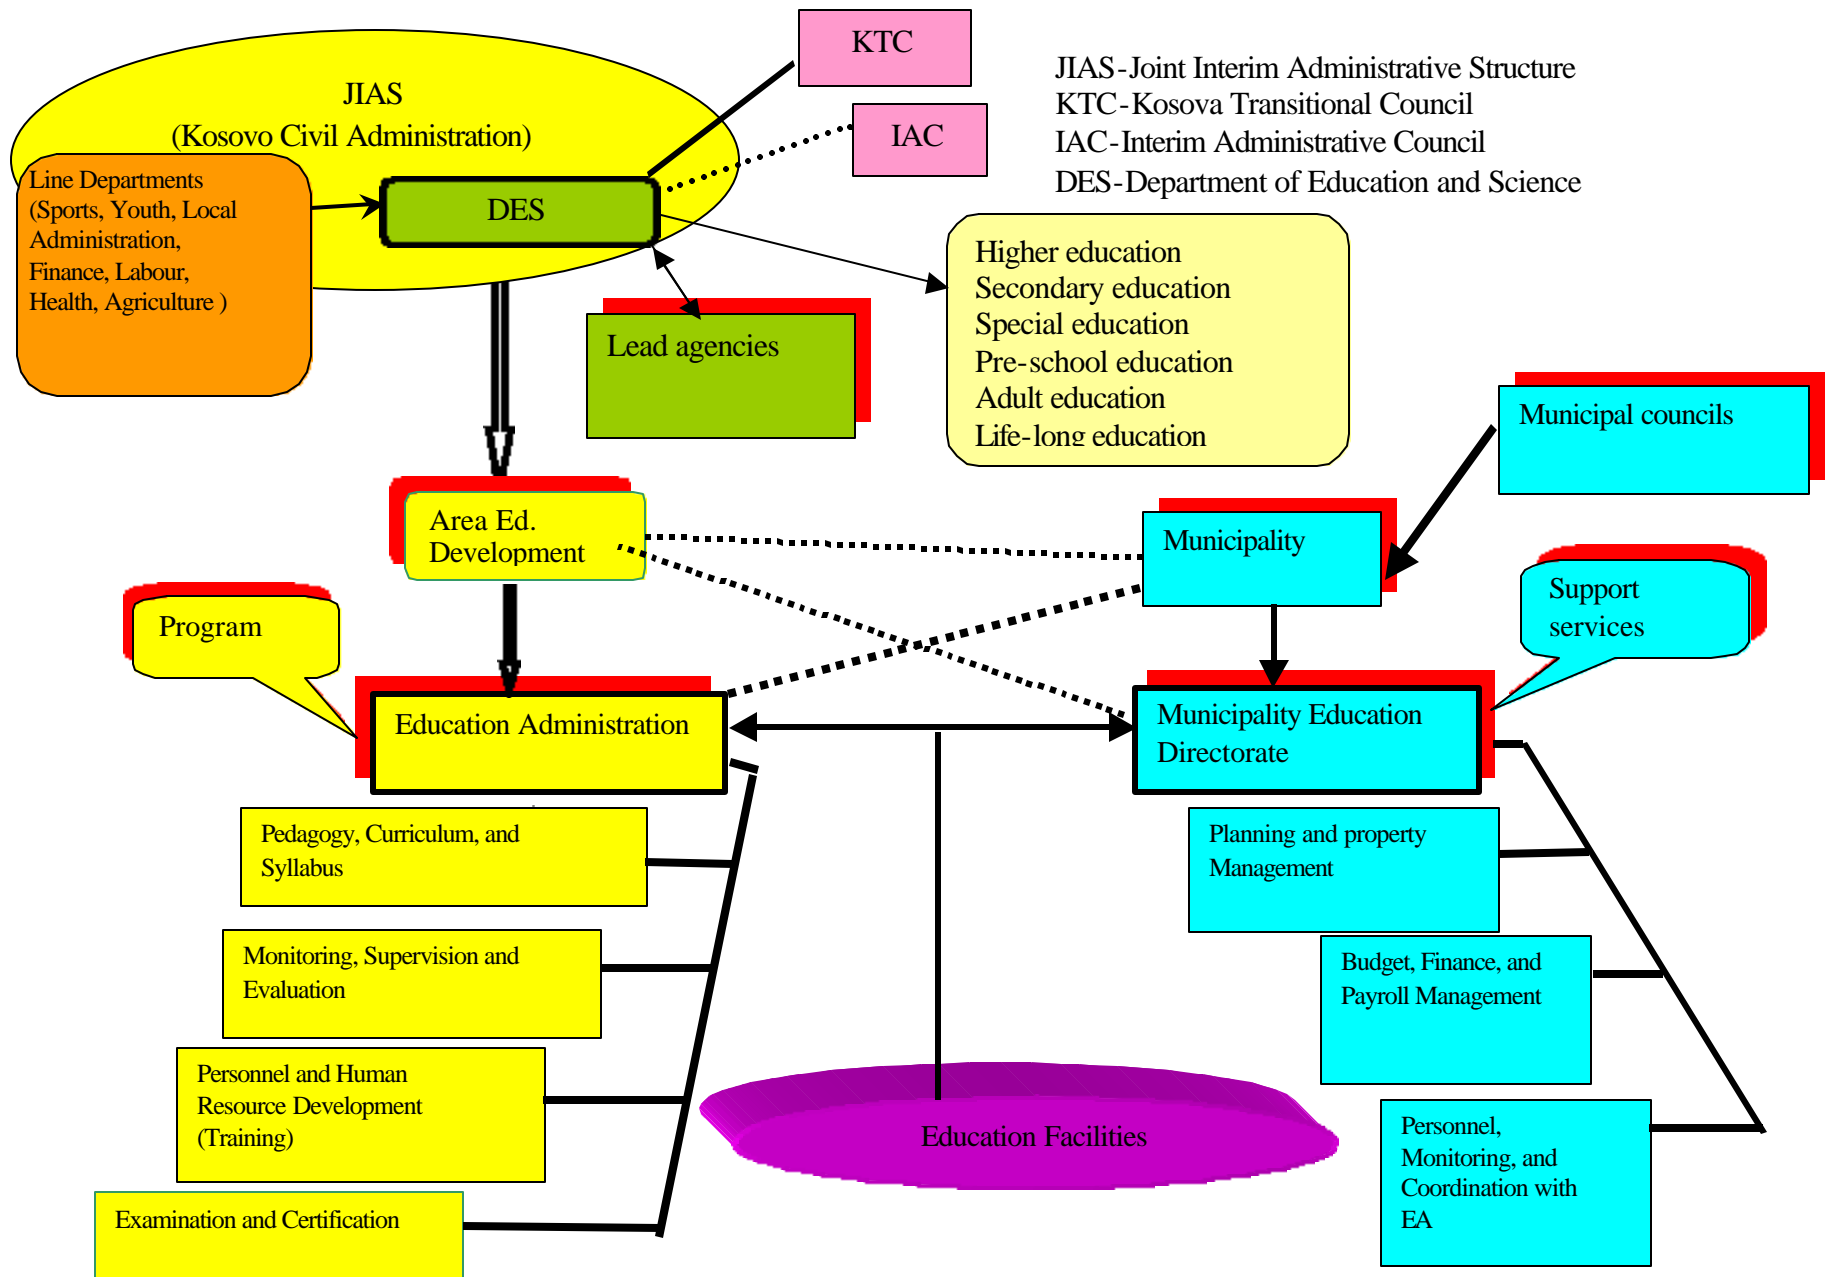 KTC
JIAS-Joint Interim Administrative Structure
KTC-Kosova Transitional Council
IAC-Interim Administrative Council
DES-Department of Education and Science
JIAS
(Kosovo Civil Administration)
IAC
Line Departments
(Sports, Youth, Local
Administration,
Finance, Labour,
Health, Agriculture )
DES
Higher education
Secondary education
Special education
Pre-school education
Adult education
Life-long education
Lead agencies
Municipal councils
Area Ed.
Development
Municipality
Support
services
Program
Education Administration
Municipality Education
Directorate
Pedagogy, Curriculum, and
Syllabus
Planning and property
Management
Monitoring, Supervision and
Evaluation
Budget, Finance, and
Payroll Management
Personnel and Human
Resource Development
(Training)
Education Facilities
Personnel,
Monitoring, and
Coordination with
EA
Examination and Certification